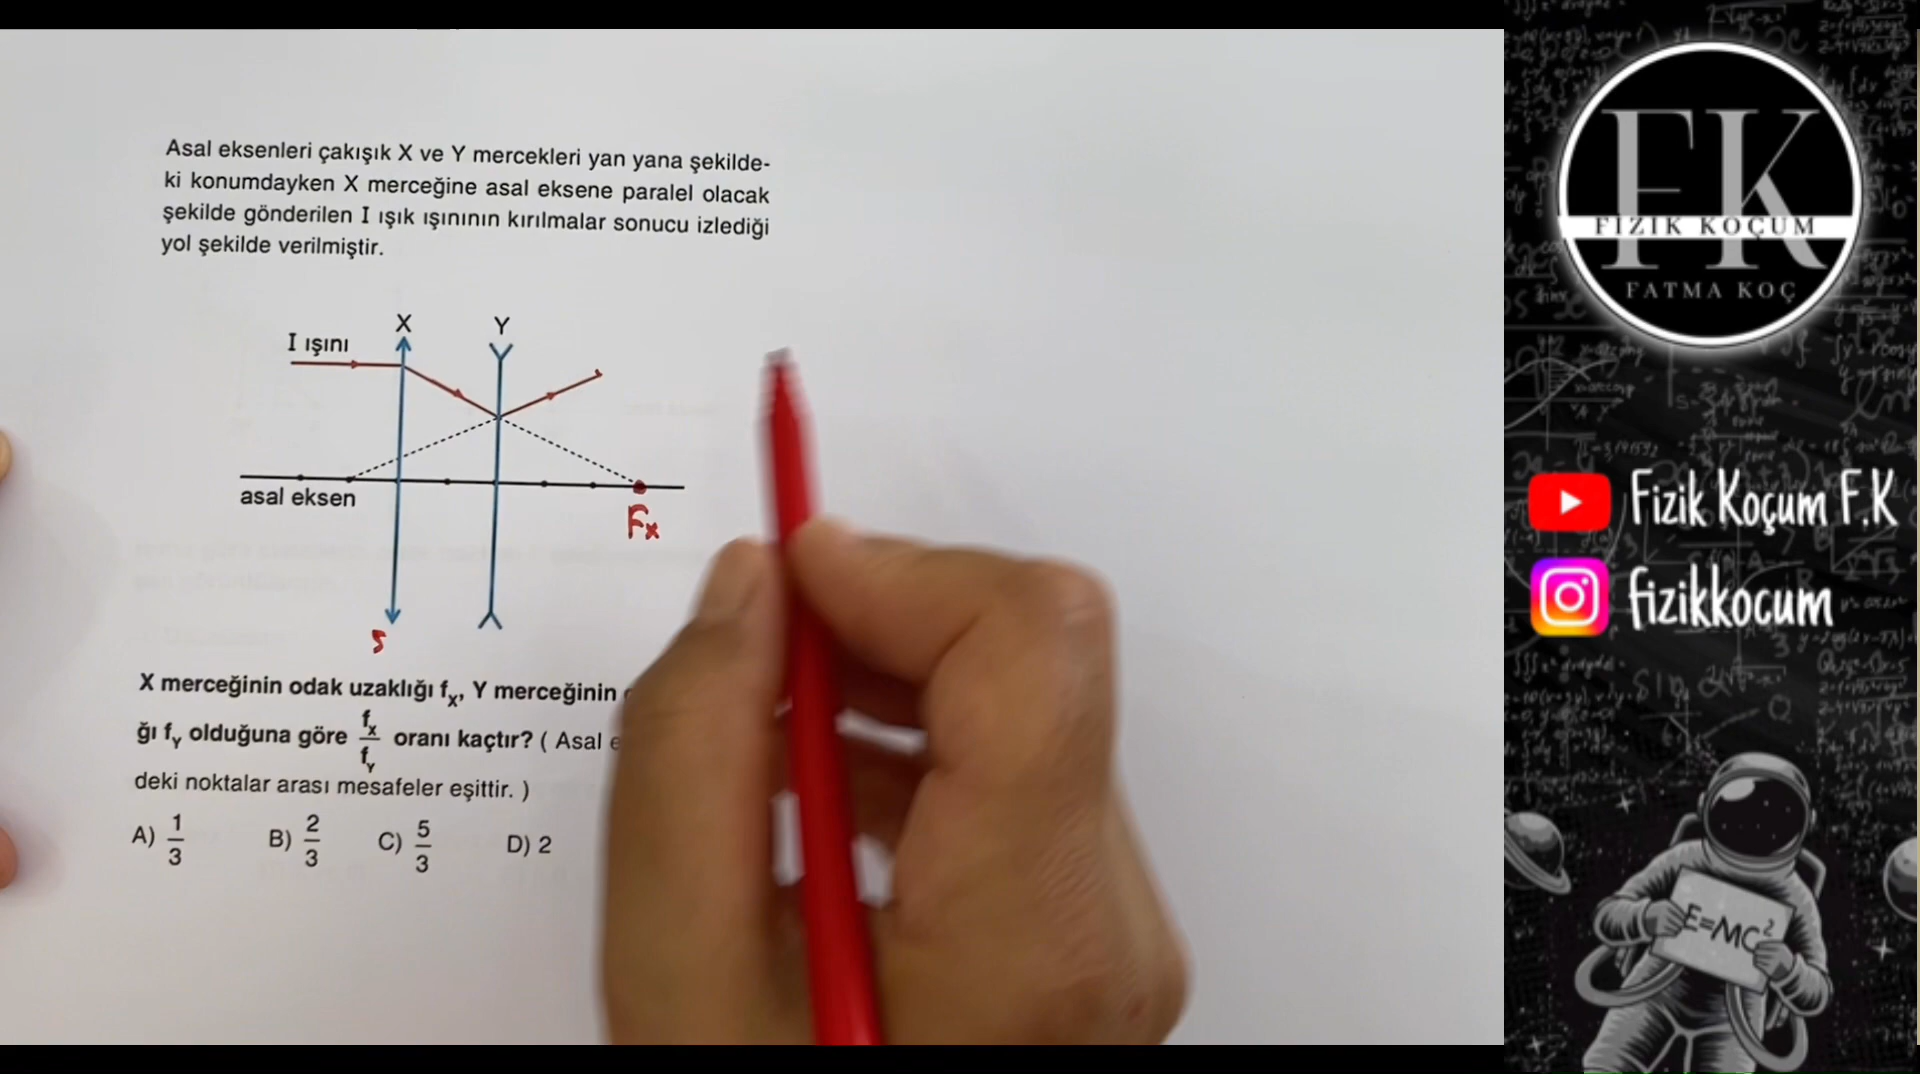 Asal eksenleri çakışık X ve Y mercekleri yan yana şekilde-
ki konumdayken X merceğine asal eksene paralel olacak
şekilde gönderilen I ışık ışınının kırılmalar sonucu izlediği
yol şekilde verilmiştir.
X
Y
I ışını
asal eksen
Fx
5
X merceğinin odak uzaklığı fx, Y merceğinin
ğı fY olduğuna göre fx/fY oranı kaçtır? ( Asal
deki noktalar arası mesafeler eşittir. )
A) 1/3 B) 2/3 C) 5/3 D) 2
FK
FIZIK KOÇUM
FATMA KOÇ
Fizik Koçum F.K
fizikkocum
E=MC²